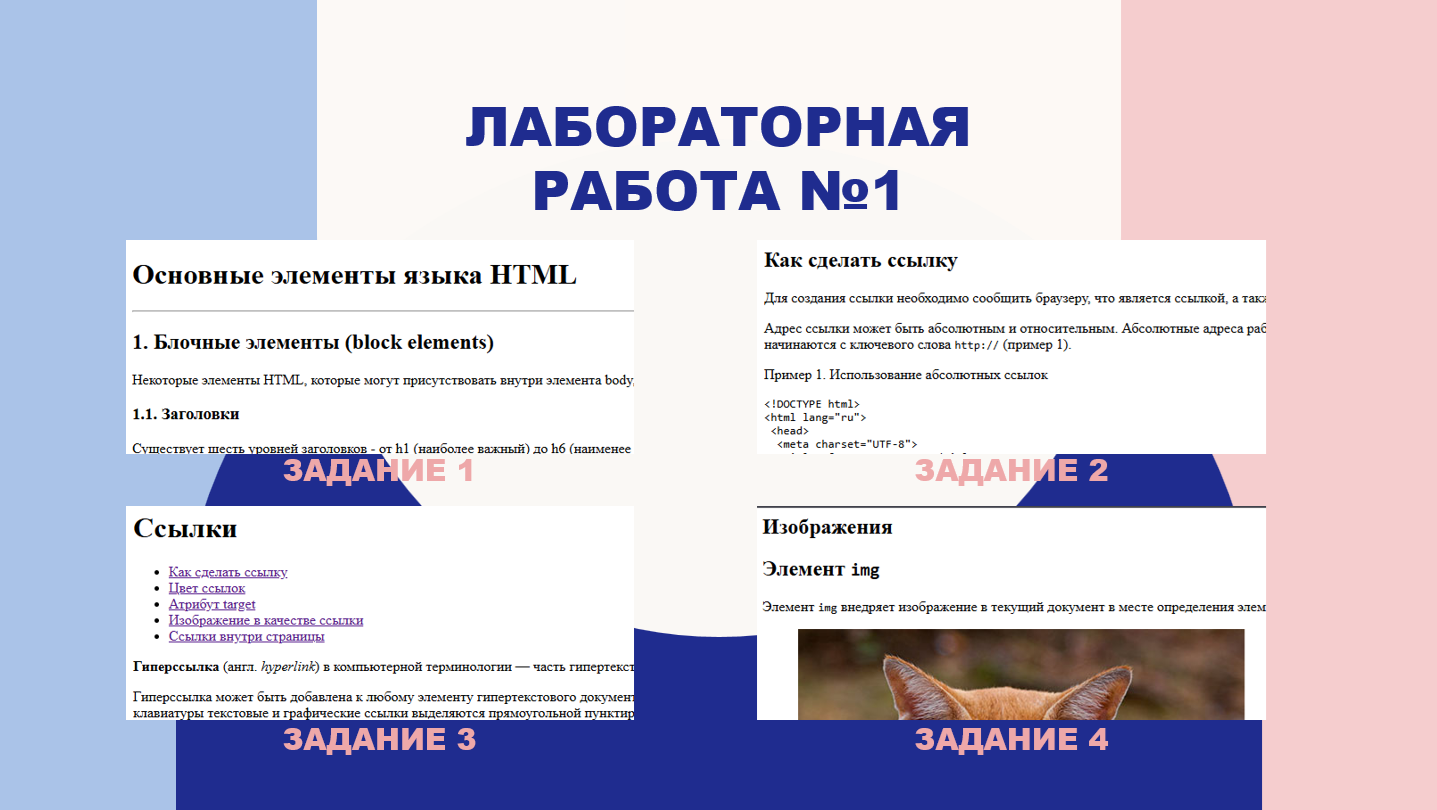 ЛАБОРАТОРНАЯ
РАБОТА №1
Основные элементы языка HTML
1. Блочные элементы (block elements)
Некоторые элементы HTML, которые могут присутствовать внутри элемента body,
1.1. Заголовки
Существует шесть уровней заголовков - от h1 (наиболее важный) до h6 (наименее
ЗАДАНИЕ 1
Как сделать ссылку
Для создания ссылки необходимо сообщить браузеру, что является ссылкой, а
Адрес ссылки может быть абсолютным и относительным. Абсолютные адреса
начинаются с ключевого слова http:// (пример 1).
Пример 1. Использование абсолютных ссылок
<!DOCTYPE html>
<html lang="ru">
<head>
<meta charset="UTF-8">
ЗАДАНИЕ 2
Ссылки
• Как сделать ссылку
• Цвет ссылок
• Атрибут target
• Изображение в качестве ссылки
• Ссылки внутри страницы
Гиперссылка (англ. hyperlink) в компьютерной терминологии — часть гипертекст
Гиперссылка может быть добавлена к любому элементу гипертекстового документ
клавиатуры текстовые и графические ссылки выделяются прямоугольной пунктир
ЗАДАНИЕ 3
Изображения
Элемент img
Элемент img внедряет изображение в текущий документ в месте определения элем
ЗАДАНИЕ 4